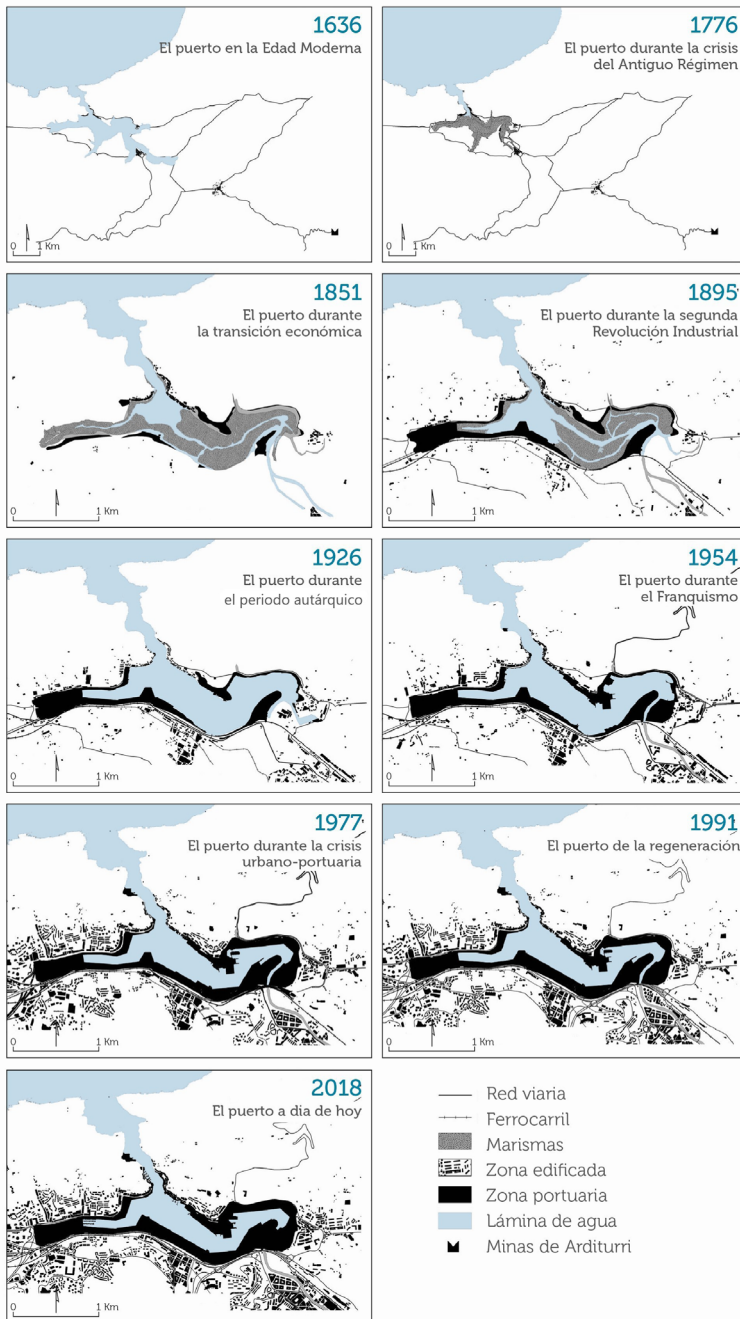 1636
El puerto en la Edad Moderna
0 1 Km
1776
El puerto durante la crisis
del Antiguo Régimen
0 1 Km
1851
El puerto durante
la transición económica
0 1 Km
1895
El puerto durante la segunda
Revolución Industrial
0 1 Km
1926
El puerto durante
el periodo autárquico
0 1 Km
1954
El puerto durante
el Franquismo
0 1 Km
1977
El puerto durante la crisis
urbano-portuaria
0 1 Km
1991
El puerto de la regeneración
0 1 Km
2018
El puerto a dia de hoy
0 1 Km
Red viaria
Ferrocarril
Marismas
Zona edificada
Zona portuaria
Lámina de agua
Minas de Arditurri